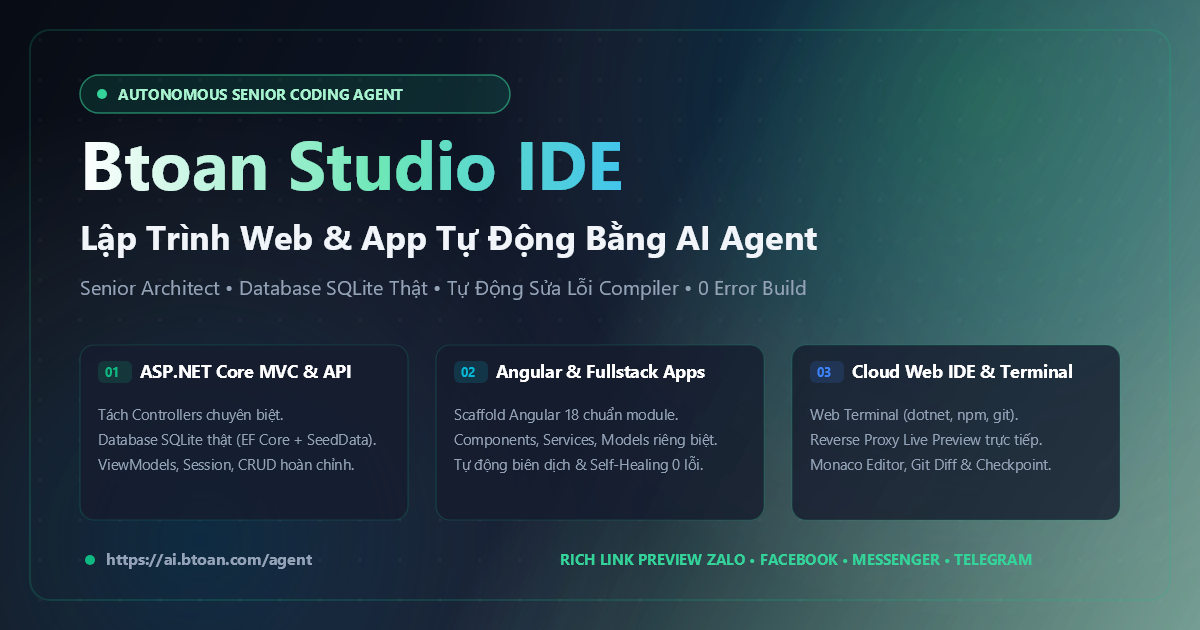 AUTONOMOUS SENIOR CODING AGENT
Btoan Studio IDE
Lập Trình Web & App Tự Động Bằng AI Agent
Senior Architect • Database SQLite Thật • Tự Động Sửa Lỗi Compiler • 0 Error Build
01 ASP.NET Core MVC & API
Tách Controllers chuyên biệt.
Database SQLite thật (EF Core + SeedData).
ViewModels, Session, CRUD hoàn chỉnh.
02 Angular & Fullstack Apps
Scaffold Angular 18 chuẩn module.
Components, Services, Models riêng biệt.
Tự động biên dịch & Self-Healing 0 lỗi.
03 Cloud Web IDE & Terminal
Web Terminal (dotnet, npm, git).
Reverse Proxy Live Preview trực tiếp.
Monaco Editor, Git Diff & Checkpoint.
https://ai.btoan.com/agent
RICH LINK PREVIEW ZALO • FACEBOOK • MESSENGER • TELEGRAM